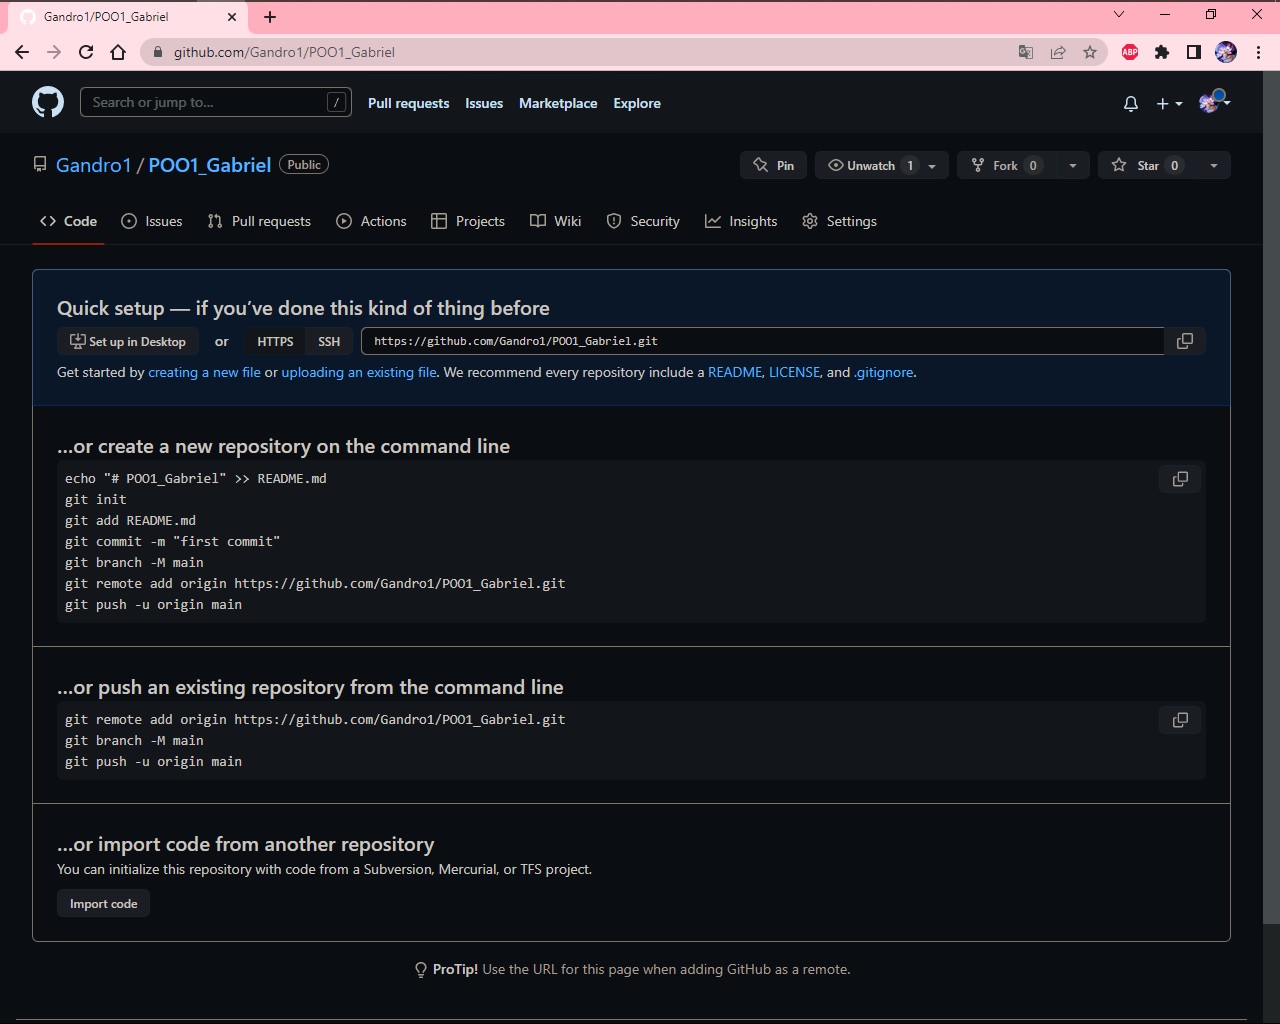 Gandro1/POO1_Gabriel
github.com/Gandro1/POO1_Gabriel
ABP
Search or jump to... / Pull requests Issues Marketplace Explore
Gandro1 / POO1_Gabriel Public Pin Unwatch 1 Fork 0 Star 0
Code Issues Pull requests Actions Projects Wiki Security Insights Settings
Quick setup — if you’ve done this kind of thing before
Set up in Desktop or HTTPS SSH https://github.com/Gandro1/POO1_Gabriel.git
Get started by creating a new file or uploading an existing file. We recommend every repository include a README, LICENSE, and .gitignore.
…or create a new repository on the command line
echo "# POO1_Gabriel" >> README.md
git init
git add README.md
git commit -m "first commit"
git branch -M main
git remote add origin https://github.com/Gandro1/POO1_Gabriel.git
git push -u origin main
…or push an existing repository from the command line
git remote add origin https://github.com/Gandro1/POO1_Gabriel.git
git branch -M main
git push -u origin main
…or import code from another repository
You can initialize this repository with code from a Subversion, Mercurial, or TFS project.
Import code
ProTip! Use the URL for this page when adding GitHub as a remote.